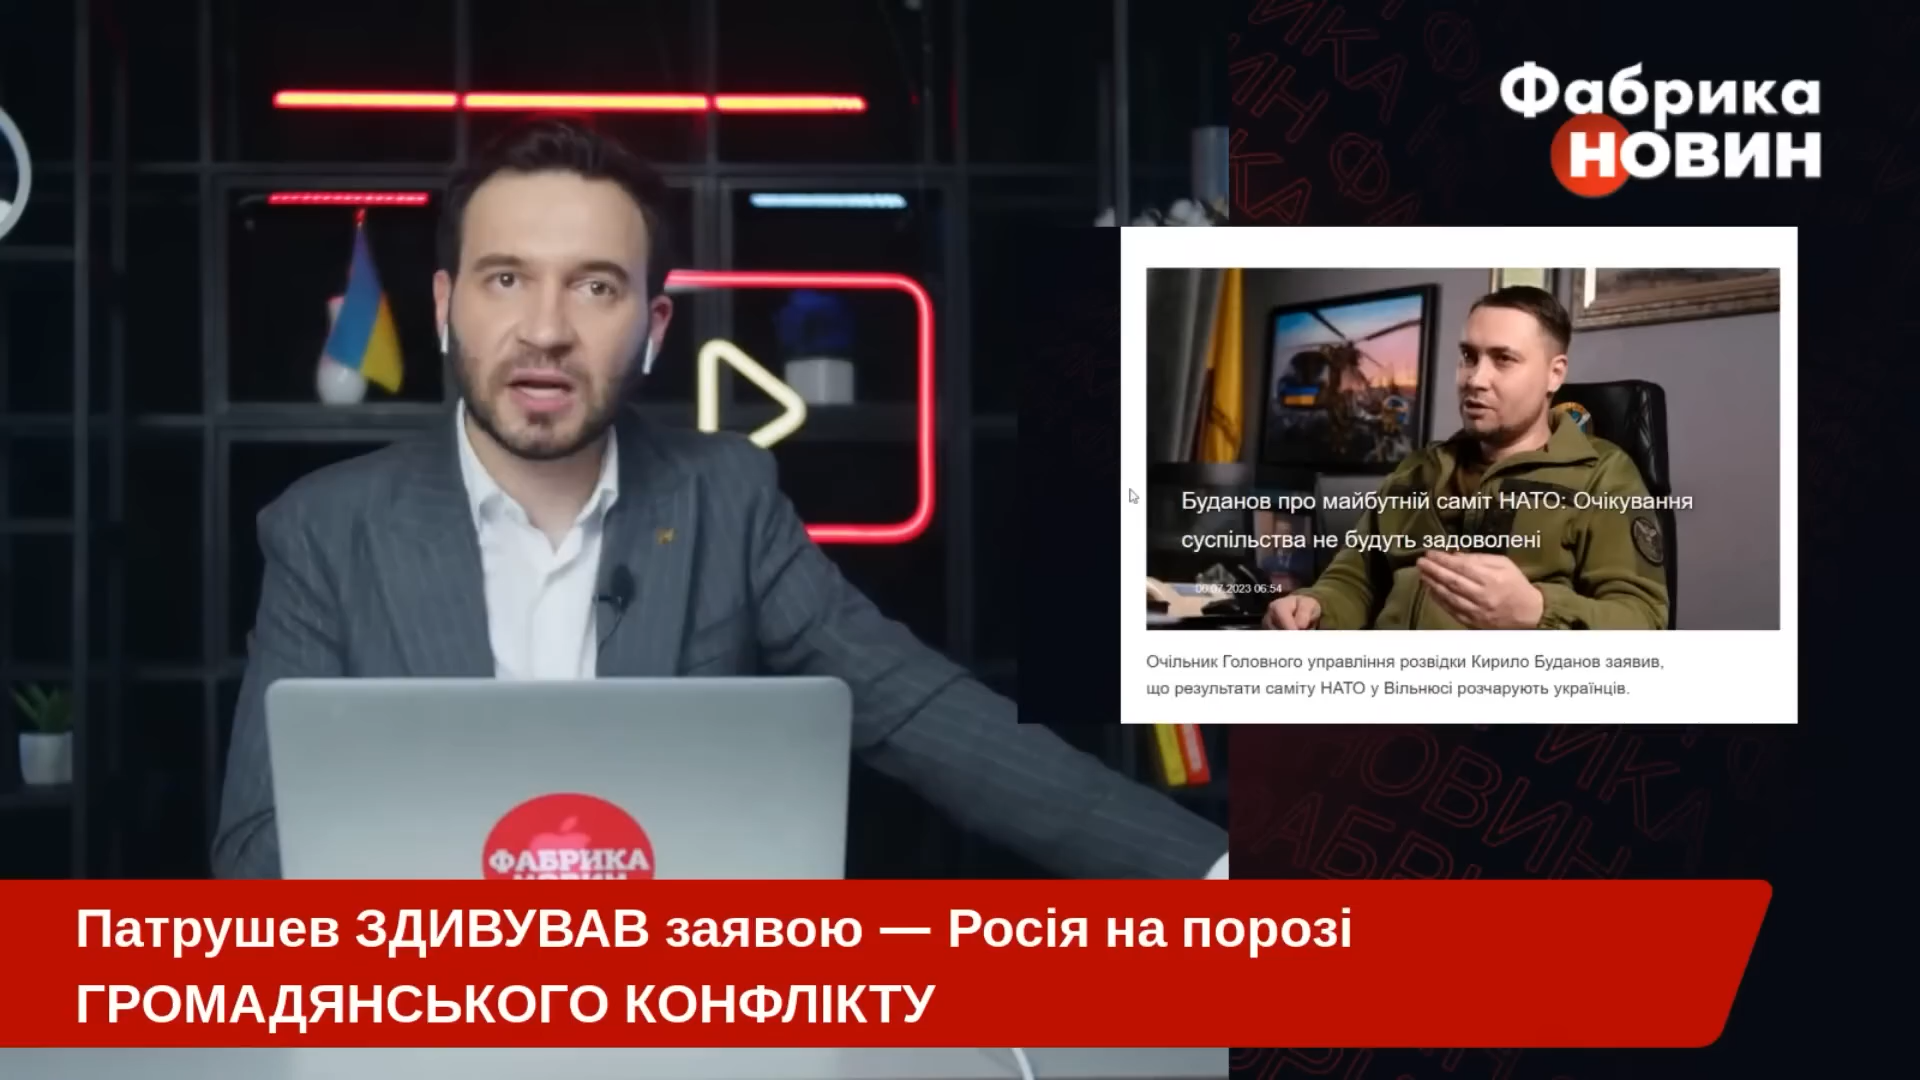 Фабрика
новин
Буданов про майбутній саміт НАТО: Очікування
суспільства не будуть задоволені
06.07.2023 06:54
Очільник Головного управління розвідки Кирило Буданов заявив,
що результати саміту НАТО у Вільнюсі розчарують українців.
ФАБРИКА
НОВИН
Патрушев ЗДИВУВАВ заявою — Росія на порозі
ГРОМАДЯНСЬКОГО КОНФЛІКТУ